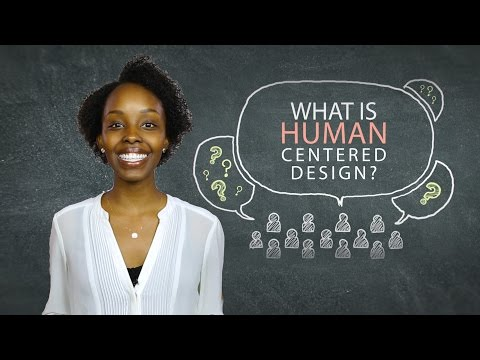 WHAT IS
HUMAN
CENTERED
DESIGN?
? ? ?
? ?
? ?
?